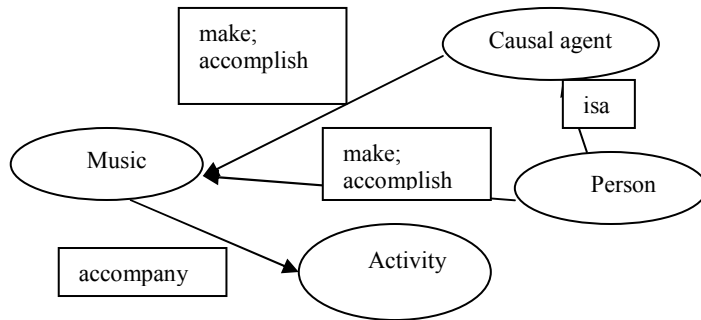 make;
accomplish
Causal agent
isa
Music
make;
accomplish
Person
accompany
Activity